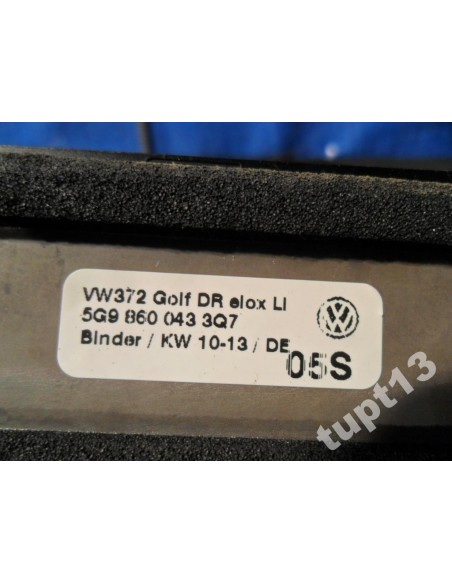 VW372 Golf DR elox LI
5G9 860 043 3Q7
Binder / KW 10-13 / DE
05S
tupt13